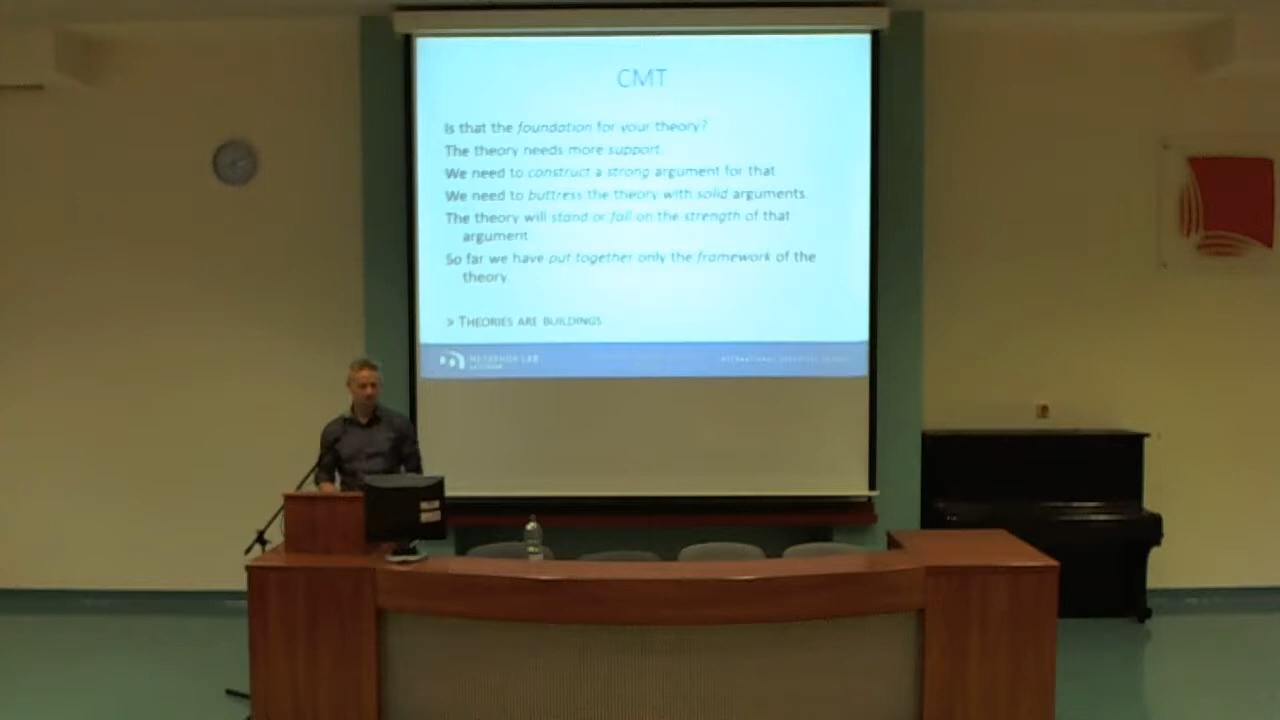 CMT
Is that the foundation for your theory?
The theory needs more support.
We need to construct a strong argument for that
We need to buttress the theory with solid arguments.
The theory will stand or fall on the strength of that
argument
So far we have put together only the framework of the
theory.
> THEORIES ARE BUILDINGS
METAPHOR LAB
AMSTERDAM